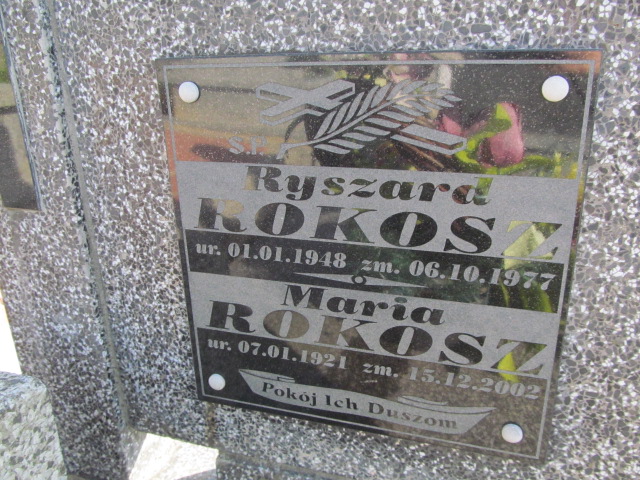 Ś.P.
Ryszard
ROKOSZ
ur. 01.01.1948 zm. 06.10.1977
Maria
ROKOSZ
ur. 07.01.1921 zm. 15.12.2002
Pokój Ich Duszom